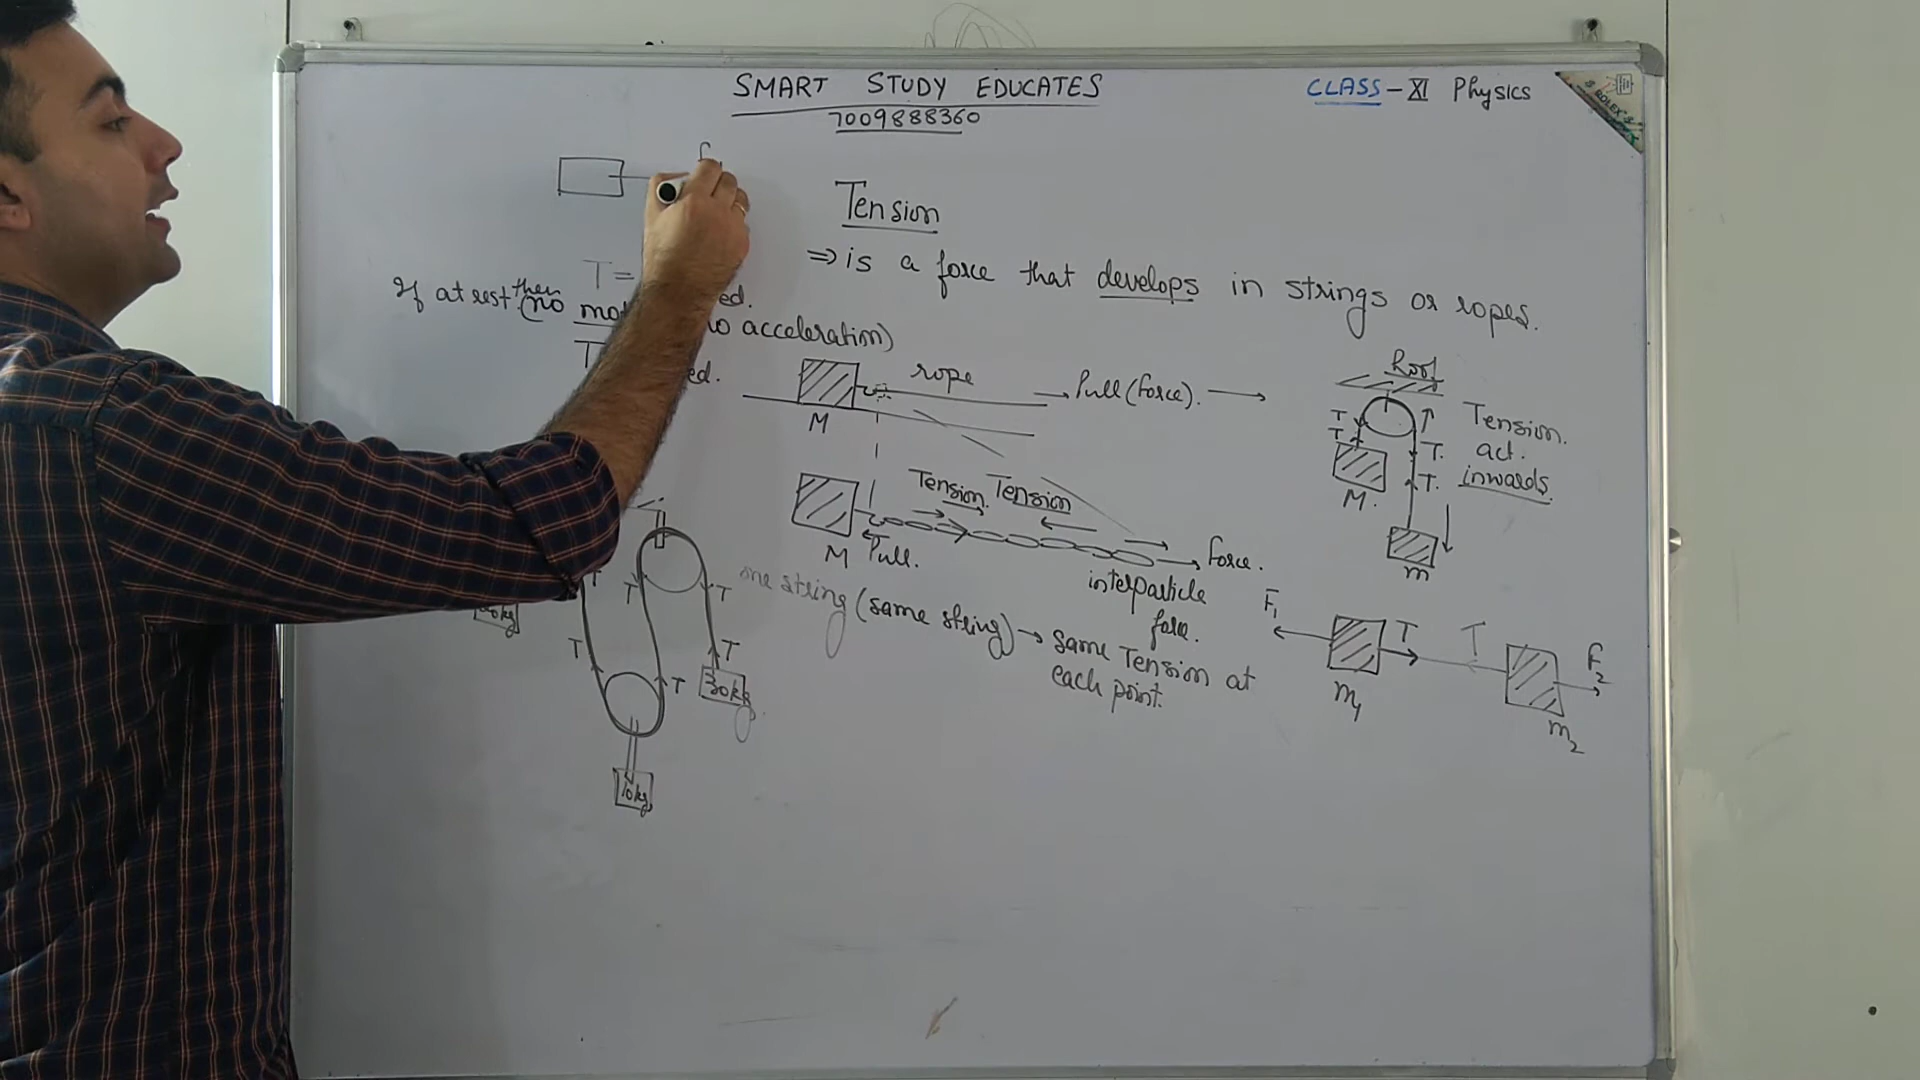 SMART STUDY EDUCATES
7009888360
CLASS - XI Physics
Tension
⇒ is a force that develops in strings or ropes.
T =
If at rest then
(no
acceleration)
T
rope
Pull (force).
M
Roof
T
T
T.
T.
M.
m
Tension.
act.
inwards.
Tension.
Tension
M
Pull.
force.
interparticle
force.
one string (same string) → same Tension at
each point.
T
T
T
T
T
T
30kg
10kg
F₁
T
T
F₂
m₁
m₂